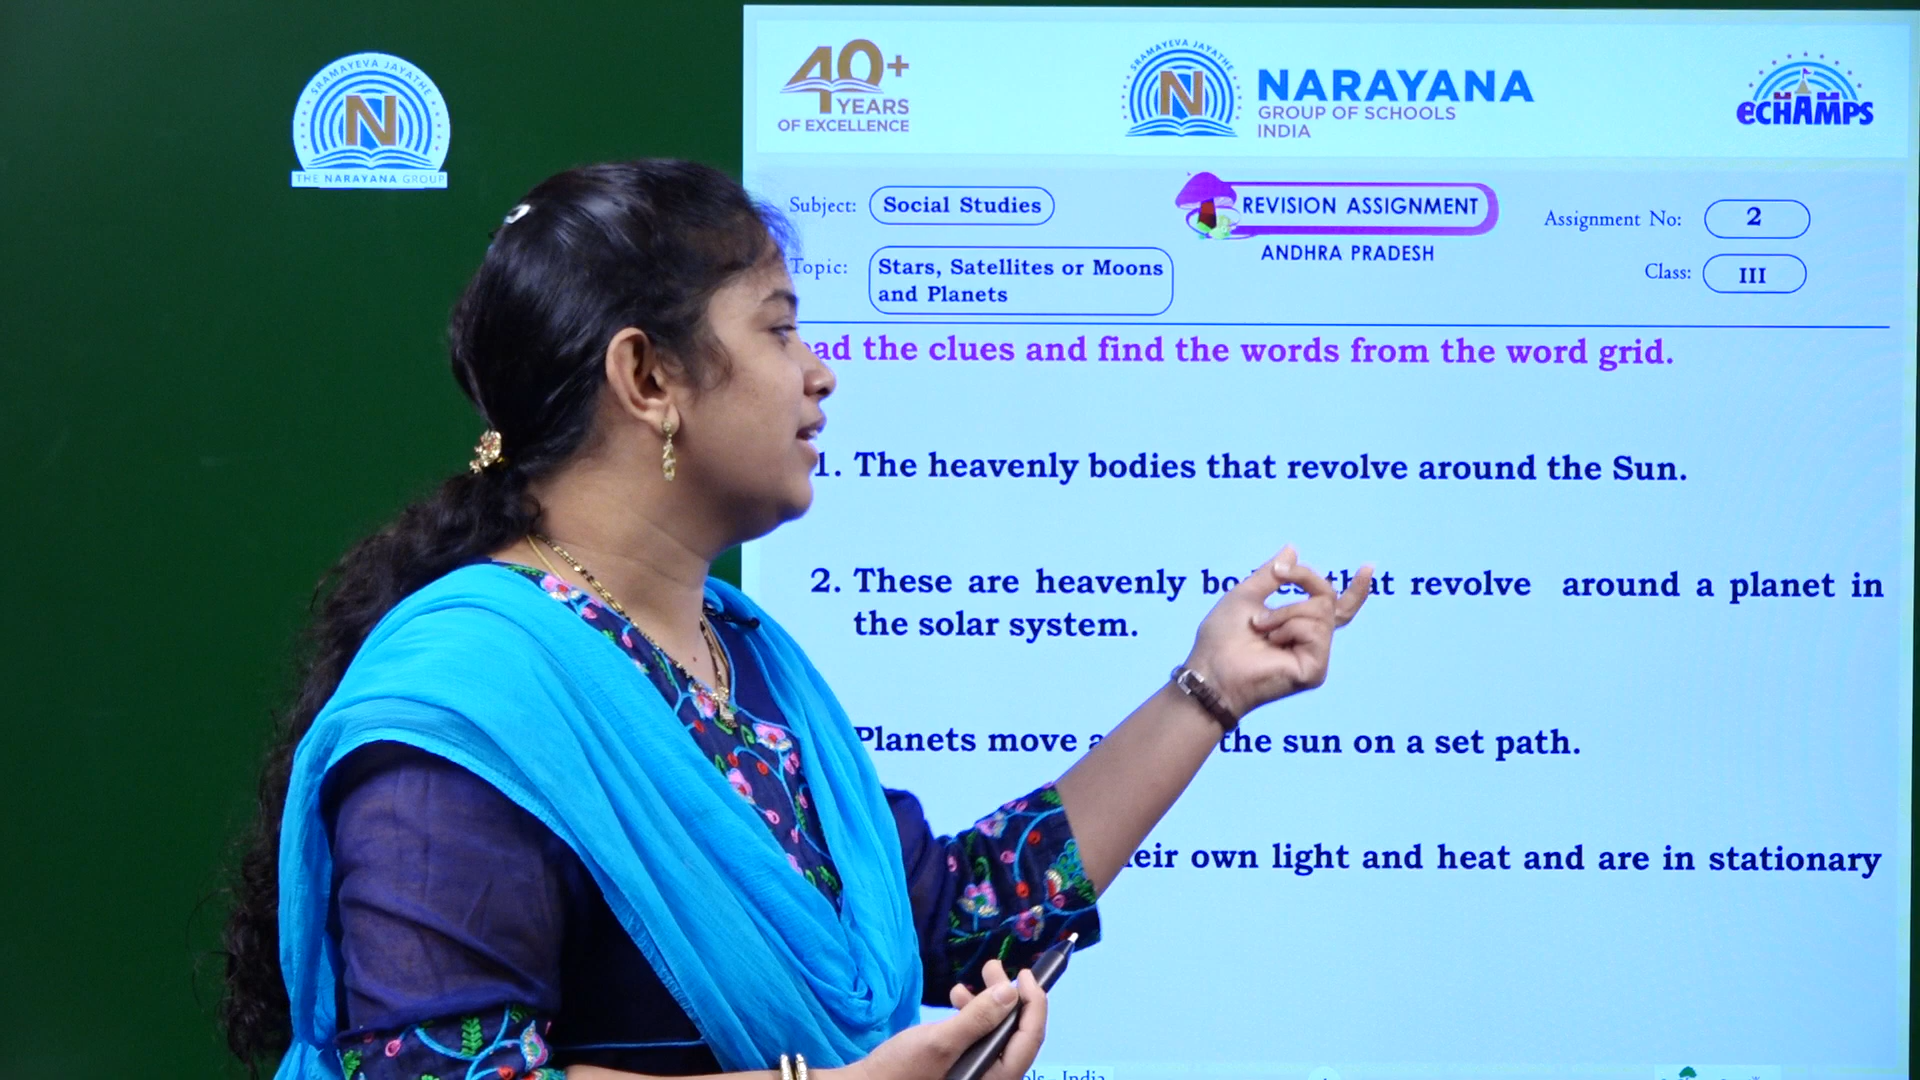 SRAMAYEVA JAYATHE
N
THE NARAYANA GROUP
40+
YEARS
OF EXCELLENCE
SRAMAYEVA JAYATHE
N
NARAYANA
GROUP OF SCHOOLS
INDIA
eCHAMPS
Subject: Social Studies
REVISION ASSIGNMENT
ANDHRA PRADESH
Assignment No: 2
Topic: Stars, Satellites or Moons
and Planets
Class: III
the clues and find the words from the word grid.
1. The heavenly bodies that revolve around the Sun.
2. These are heavenly that revolve around a planet in
the solar system.
Planets move the sun on a set path.
own light and heat and are in stationary
India